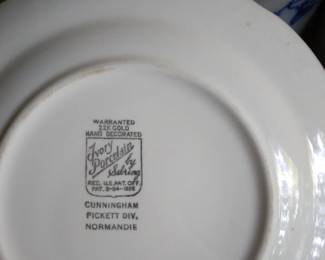 WARRANTED
22K GOLD
HAND DECORATED
Ivory
Porcelain
by
Sebring
REG. U.S. PAT. OFF.
CUNNINGHAM
PICKETT DIV,
NORMANDIE